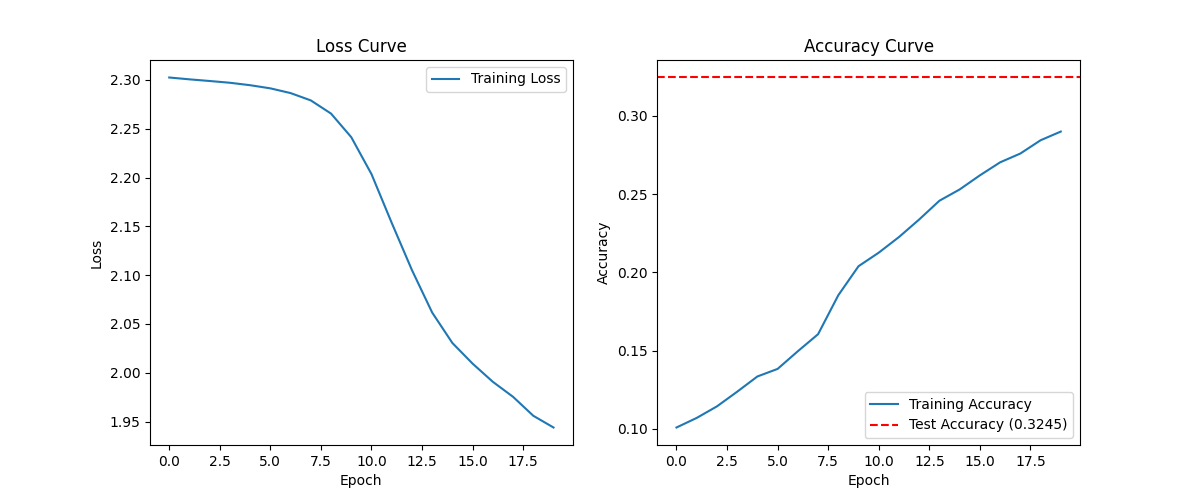 Loss Curve
Training Loss
2.30
2.25
2.20
2.15
2.10
2.05
2.00
1.95
Loss
0.0 2.5 5.0 7.5 10.0 12.5 15.0 17.5
Epoch
Accuracy Curve
0.30
0.25
0.20
0.15
0.10
Accuracy
Training Accuracy
Test Accuracy (0.3245)
0.0 2.5 5.0 7.5 10.0 12.5 15.0 17.5
Epoch